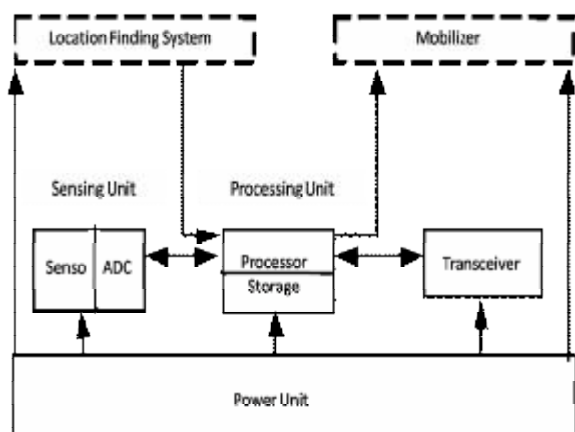 Location Finding System
Mobilizer
Sensing Unit
Processing Unit
Senso
ADC
Processor
Storage
Transceiver
Power Unit